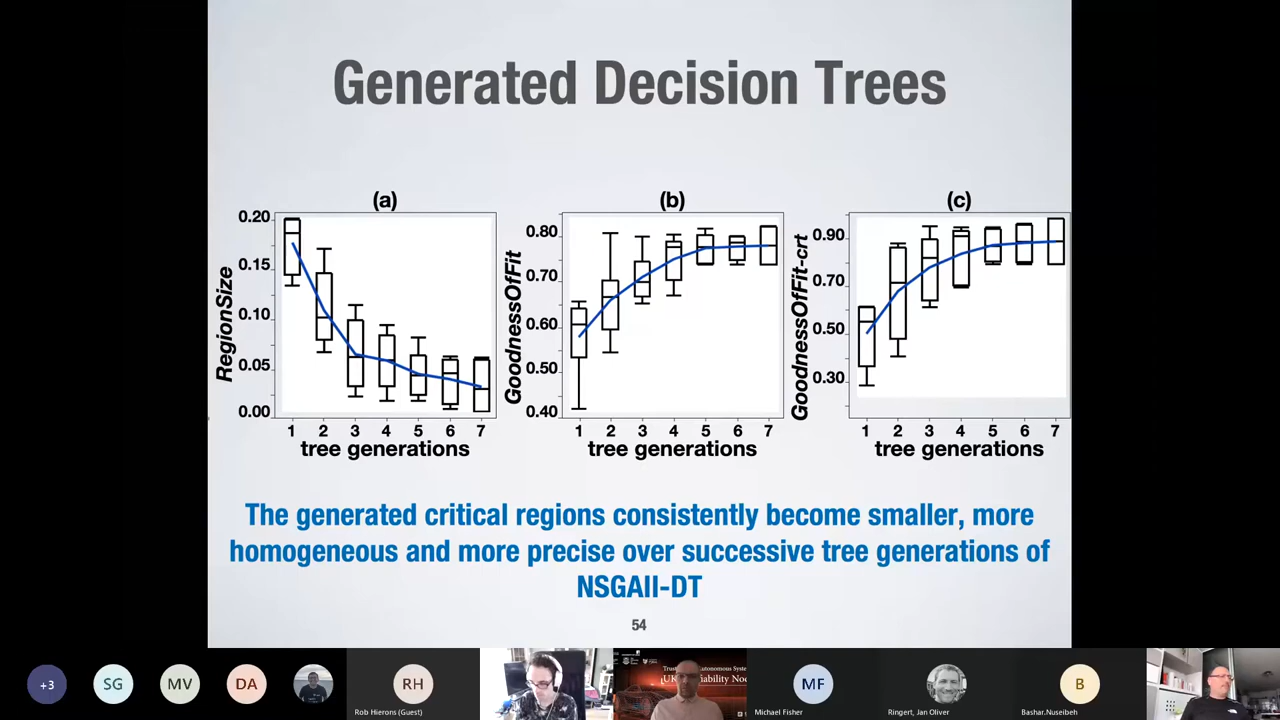 Generated Decision Trees
(a)
RegionSize
0.20
0.15
0.10
0.05
0.00
1 2 3 4 5 6 7
tree generations
(b)
GoodnessOfFit
0.80
0.70
0.60
0.50
0.40
1 2 3 4 5 6 7
tree generations
(c)
GoodnessOfFit-crt
0.90
0.70
0.50
0.30
1 2 3 4 5 6 7
tree generations
The generated critical regions consistently become smaller, more
homogeneous and more precise over successive tree generations of
NSGAII-DT
54
+3
SG
MV
DA
RH
Rob Hierons (Guest)
MF
Michael Fisher
Ringert, Jan Oliver
B
Bashar.Nuseibeh